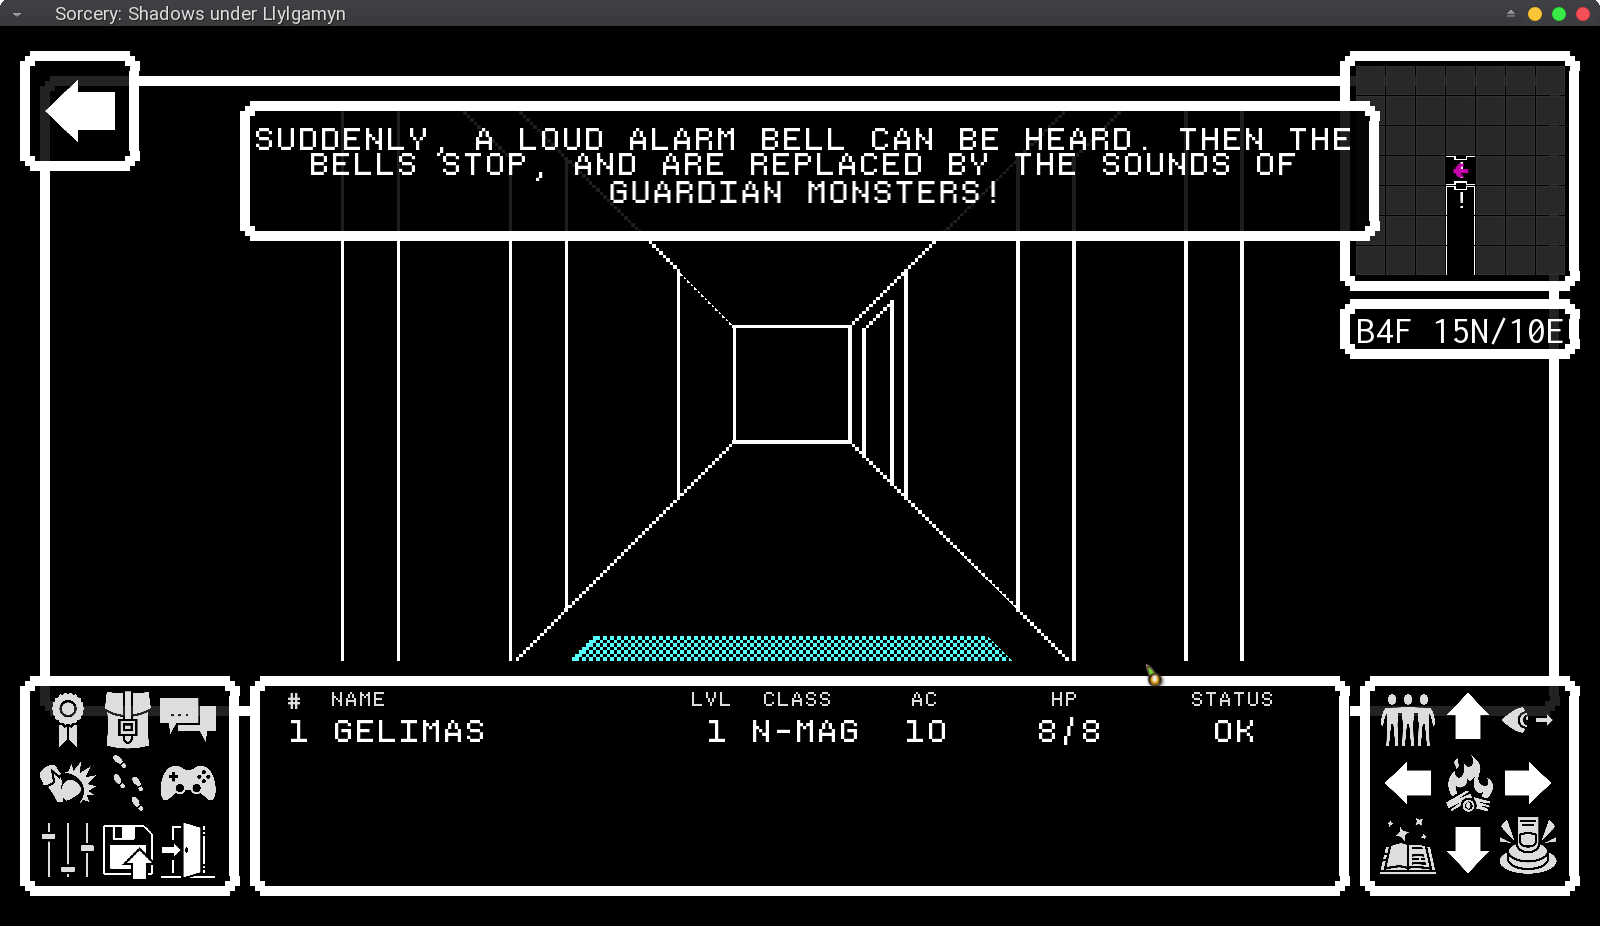 Sorcery: Shadows under Llylgamyn
SUDDENLY, A LOUD ALARM BELL CAN BE HEARD. THEN THE
BELLS STOP, AND ARE REPLACED BY THE SOUNDS OF
GUARDIAN MONSTERS!
!
B4F 15N/10E
# NAME LVL CLASS AC HP STATUS
1 GELIMAS 1 N-MAG 10 8/8 OK